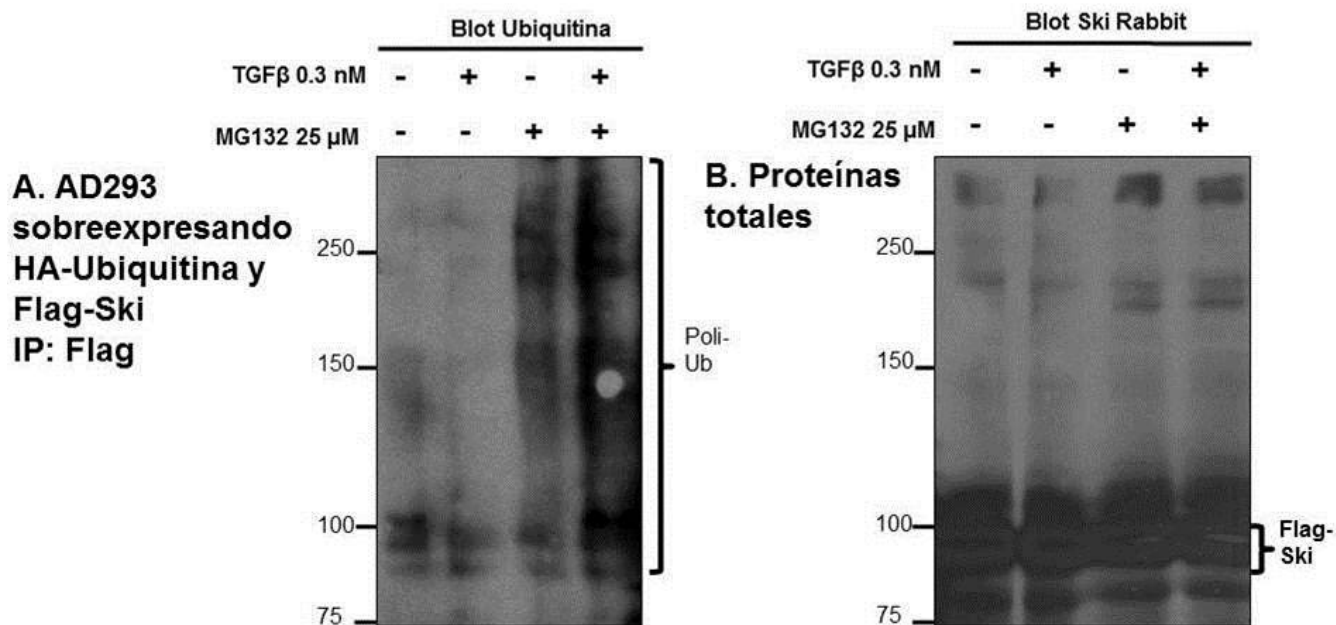 Blot Ubiquitina
TGFβ 0.3 nM - + - +
MG132 25 µM - - + +
A. AD293
sobreexpresando
HA-Ubiquitina y
Flag-Ski
IP: Flag
250
150
100
75
Poli-
Ub
Blot Ski Rabbit
TGFβ 0.3 nM - + - +
MG132 25 µM - - + +
B. Proteínas
totales
250
150
100
75
Flag-
Ski